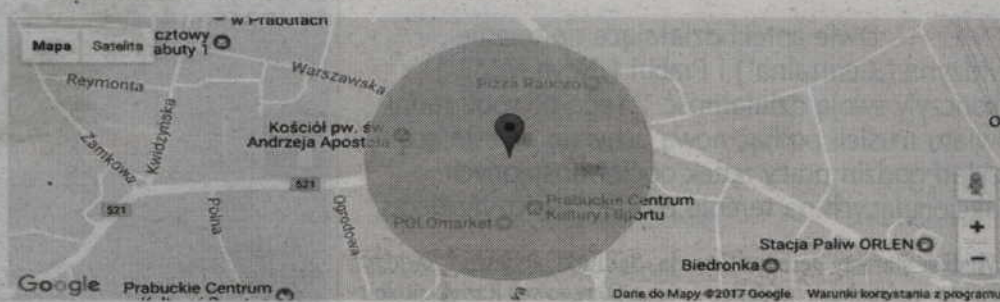 w Prabutach
Mapa
Satelita
cztowy
abuty 1
Raymonta
Warszawska
Pizza
Kwidzyńska
Zamkowa
Kościół pw. św.
Andrzeja Apostoła
521
521
Polna
Ogrodowa
Prabuckie Centrum
Kultury i Sportu
POLOmarket
Stacja Paliw ORLEN
Biedronka
+
−
Google
Prabuckie Centrum
Dane do Mapy ©2017 Google
Warunki korzystania z programu